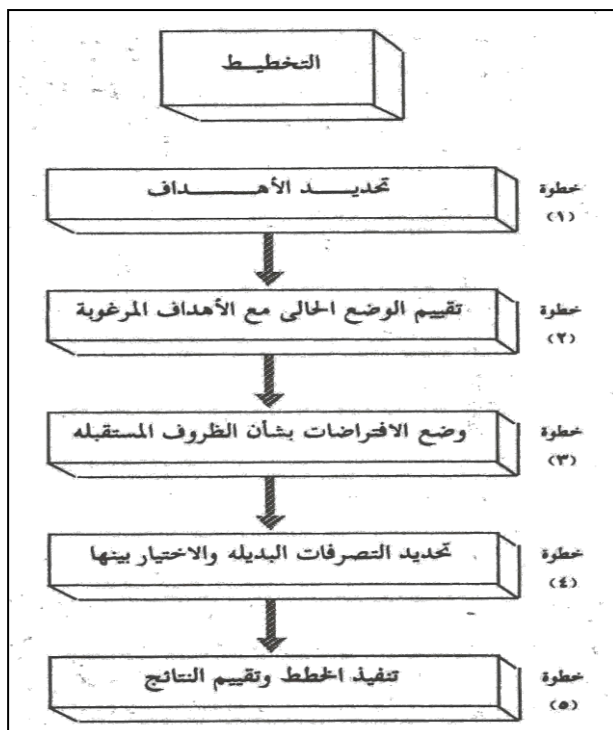 التخطيط
تحديد الأهداف
خطوة
(١)
تقييم الوضع الحالى مع الأهداف المرغوبة
خطوة
(٢)
وضع الافتراضات بشأن الظروف المستقبله
خطوة
(٣)
تحديد التصرفات البديله والاختيار بينها
خطوة
(٤)
تنفيذ الخطط وتقييم النتائج
خطوة
(٥)